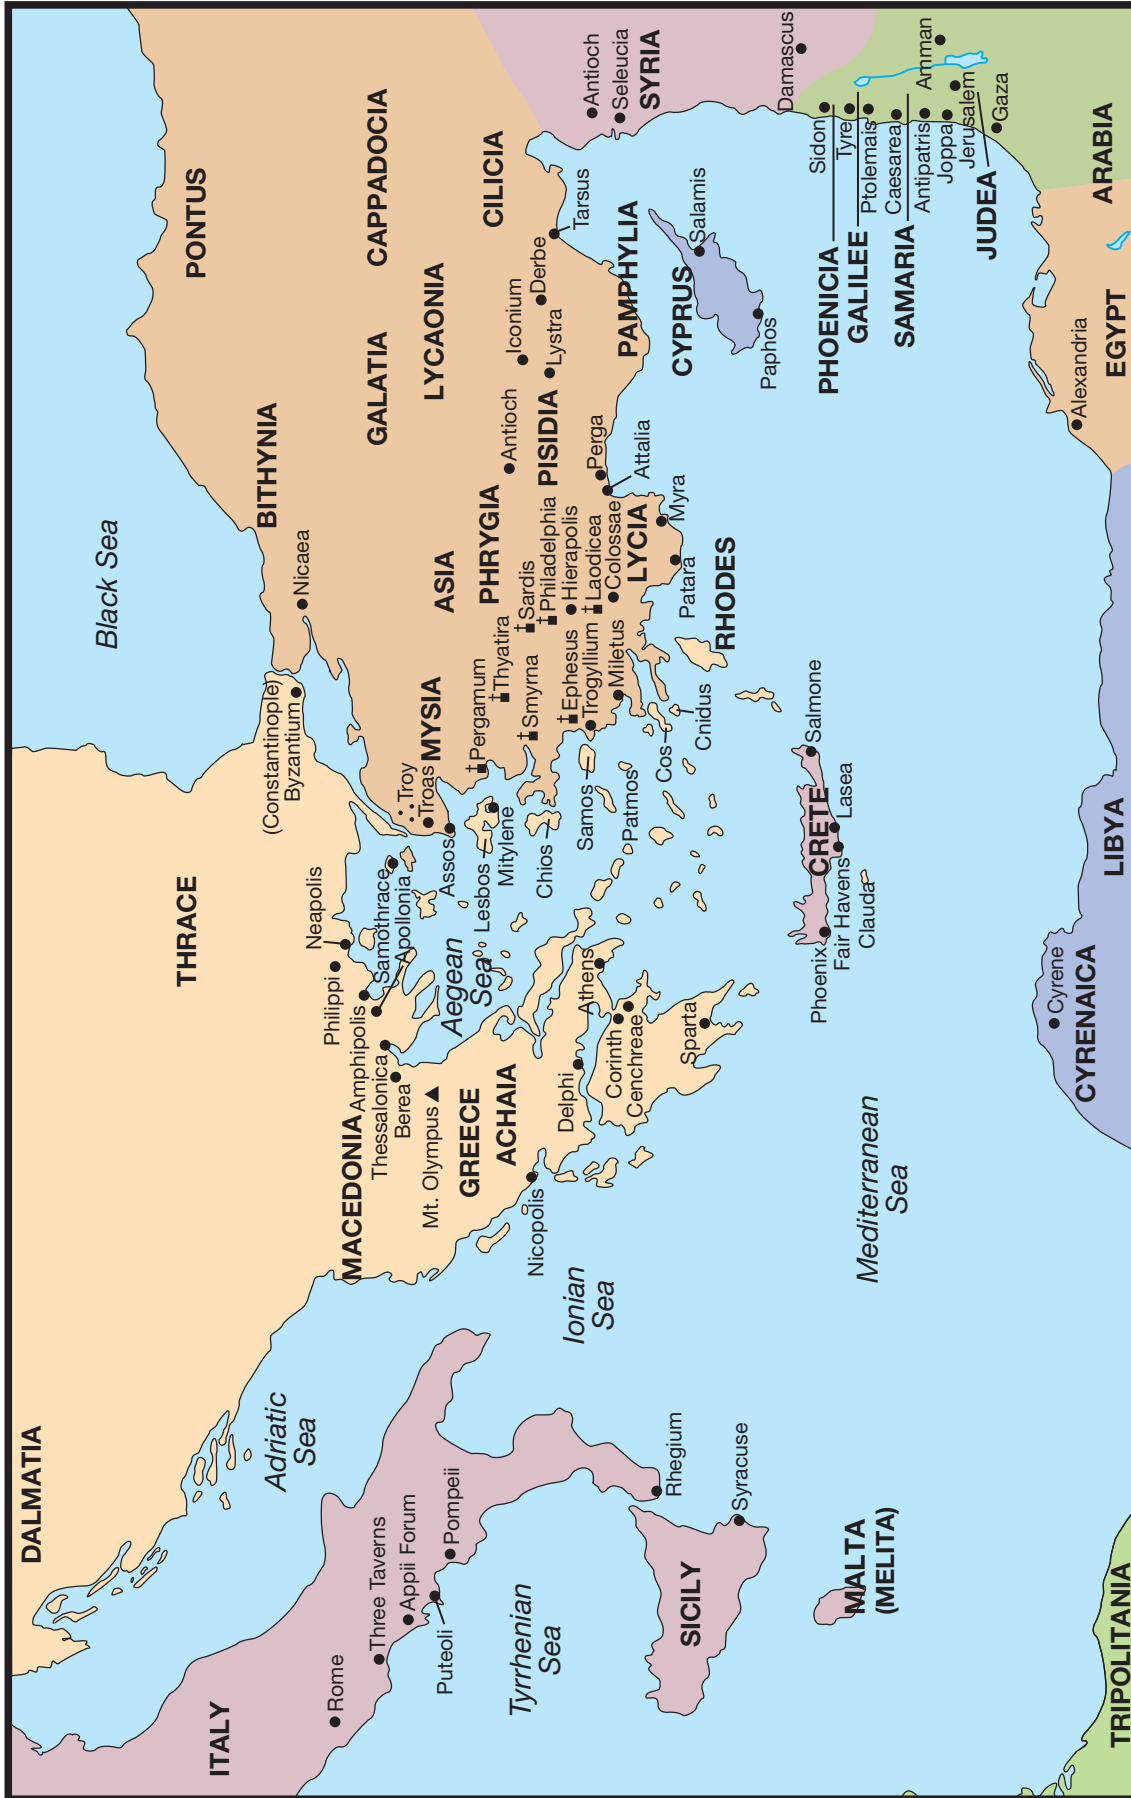 DALMATIA
ITALY
Adriatic
Sea
Rome
Three Taverns
Appii Forum
Puteoli
Pompeii
Tyrrhenian
Sea
Rhegium
SICILY
Syracuse
MALTA
(MELITA)
TRIPOLITANIA
Ionian
Sea
Mediterranean
Sea
THRACE
MACEDONIA
Philippi
Neapolis
Amphipolis
Samothrace
Apollonia
Thessalonica
Berea
Mt. Olympus
GREECE
ACHAIA
Nicopolis
Delphi
Athens
Corinth
Cenchreae
Sparta
Aegean
Sea
(Constantinople)
Byzantium
Black Sea
BITHYNIA
Nicaea
PONTUS
Troy
Troas
MYSIA
Assos
Lesbos
Mitylene
Chios
Samos
Patmos
Cos
Cnidus
ASIA
GALATIA
CAPPADOCIA
LYCAONIA
PHRYGIA
†Pergamum
†Thyatira
†Smyrna
†Sardis
†Philadelphia
Hierapolis
†Ephesus
†Laodicea
Trogyllium
Colossae
Miletus
Antioch
PISIDIA
Iconium
Lystra
Derbe
CILICIA
Tarsus
Perga
Attalia
PAMPHYLIA
LYCIA
Myra
Patara
RHODES
CYPRUS
Salamis
Paphos
CRETE
Salmone
Lasea
Fair Havens
Phoenix
Clauda
Antioch
Seleucia
SYRIA
Damascus
Sidon
Tyre
Ptolemais
Caesarea
Antipatris
Joppa
Jerusalem
Amman
Gaza
PHOENICIA
GALILEE
SAMARIA
JUDEA
ARABIA
EGYPT
Alexandria
LIBYA
CYRENAICA
Cyrene